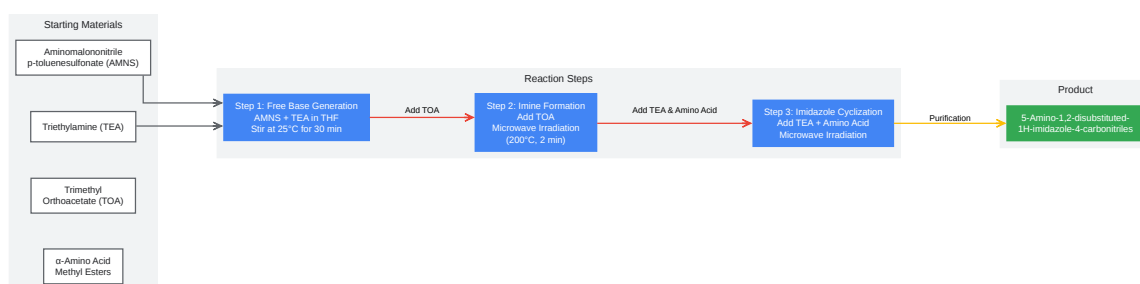 Starting Materials
Aminomalononitrile
p-toluenesulfonate (AMNS)
Triethylamine (TEA)
Trimethyl
Orthoacetate (TOA)
α-Amino Acid
Methyl Esters
Reaction Steps
Step 1: Free Base Generation
AMNS + TEA in THF
Stir at 25°C for 30 min
Add TOA
Step 2: Imine Formation
Add TOA
Microwave Irradiation
(200°C, 2 min)
Add TEA & Amino Acid
Step 3: Imidazole Cyclization
Add TEA + Amino Acid
Microwave Irradiation
Purification
Product
5-Amino-1,2-disubstituted-
1H-imidazole-4-carbonitriles